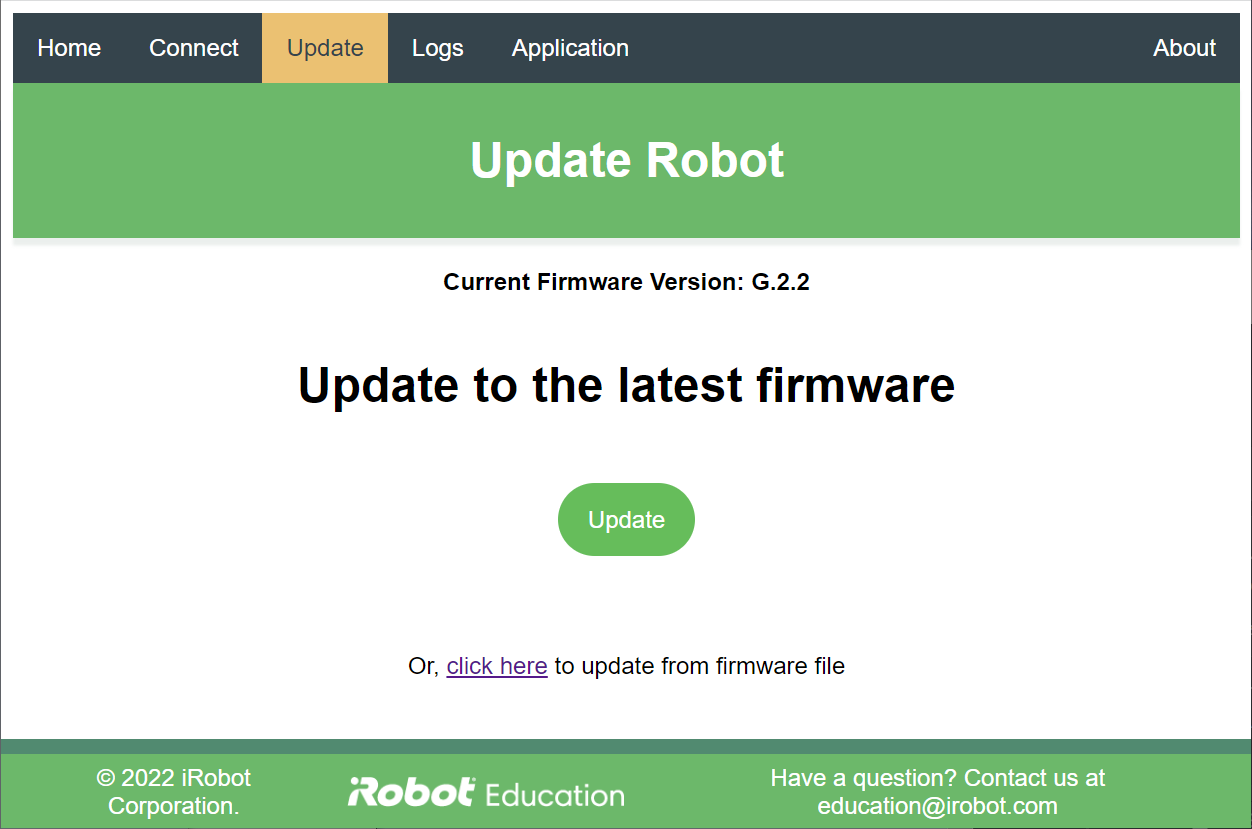 Home Connect Update Logs Application About
Update Robot
Current Firmware Version: G.2.2
Update to the latest firmware
Update
Or, click here to update from firmware file
© 2022 iRobot
Corporation.
iRobot Education
Have a question? Contact us at
education@irobot.com